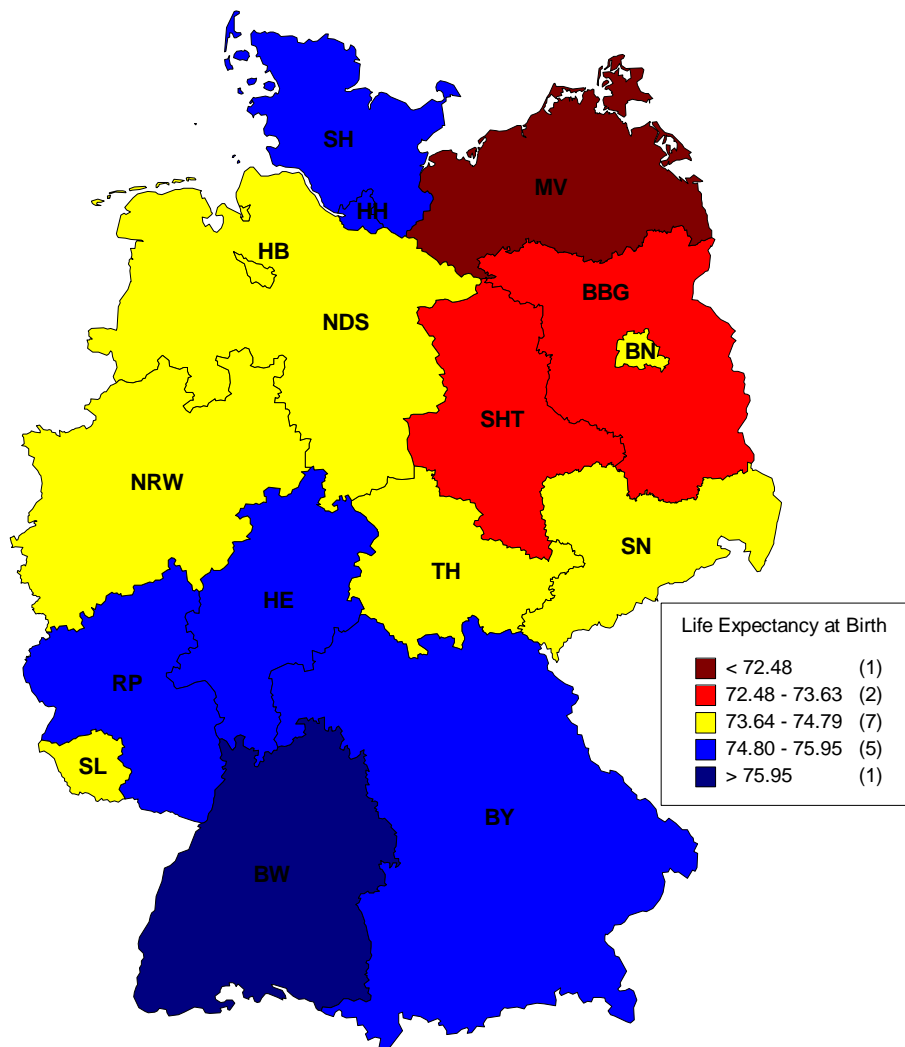 SH
MV
HH
HB
BBG
NDS
BN
SHT
NRW
SN
TH
HE
RP
SL
BY
BW
Life Expectancy at Birth
< 72.48 (1)
72.48 - 73.63 (2)
73.64 - 74.79 (7)
74.80 - 75.95 (5)
> 75.95 (1)